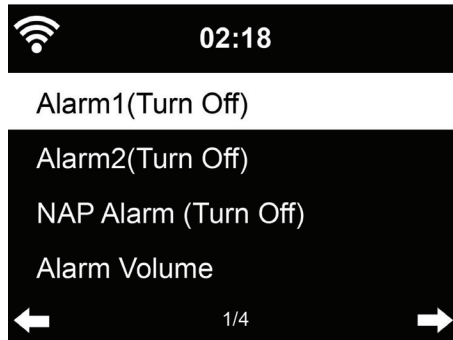 02:18
Alarm1(Turn Off)
Alarm2(Turn Off)
NAP Alarm (Turn Off)
Alarm Volume
1/4